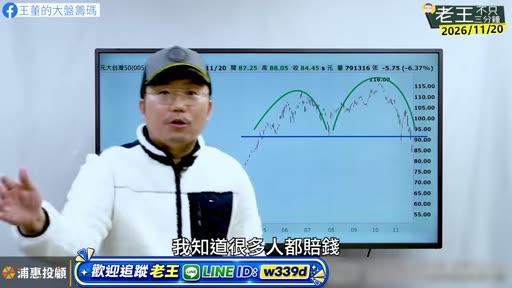 王董的大盤籌碼
老王 不只三分鐘
2026/11/20
元大台灣50(005 11/20 開 87.25 高 88.05 收 84.45 s 元 量 791316 張 -5.75 (-6.37%)
116.00
115.00
110.00
105.00
100.00
95.00
90.00
85.00
80.00
75.00
70.00
65.00
60.00
55.00
05 06 07 08 09 10 11
我知道很多人都賠錢
浦惠投顧
歡迎追蹤 老王 LINE ID: w339d